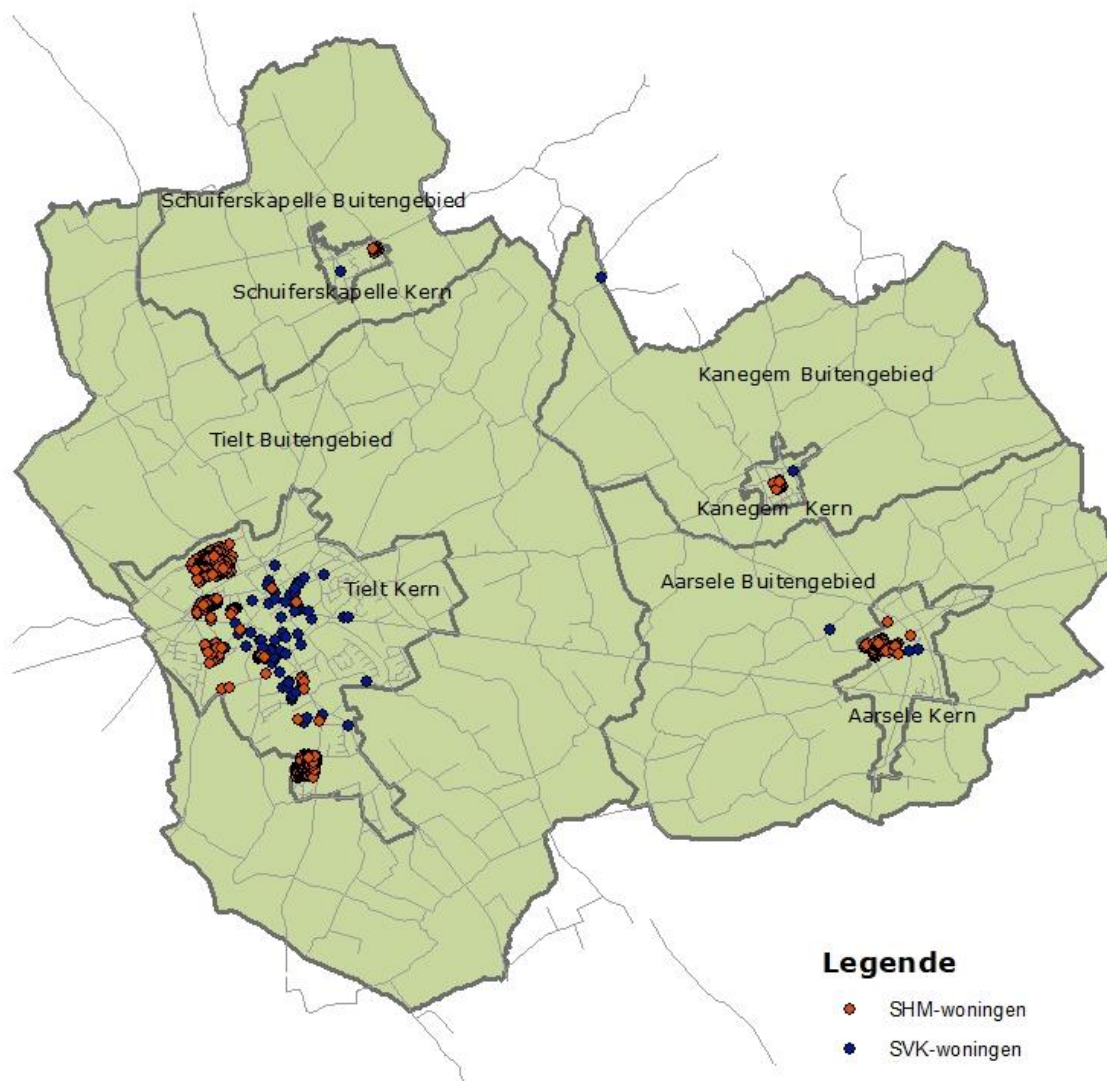 Schuiferskapelle Buitengebied
Schuiferskapelle Kern
Kanegem Buitengebied
Tielt Buitengebied
Kanegem Kern
Aarsele Buitengebied
Tielt Kern
Aarsele Kern
Legende
SHM-woningen
SVK-woningen